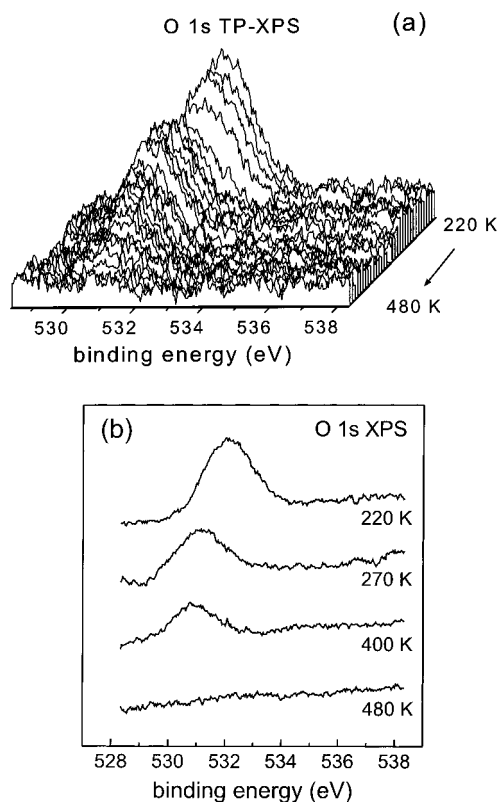 O 1s TP-XPS
(a)
220 K
480 K
530 532 534 536 538
binding energy (eV)
(b)
O 1s XPS
220 K
270 K
400 K
480 K
528 530 532 534 536 538
binding energy (eV)